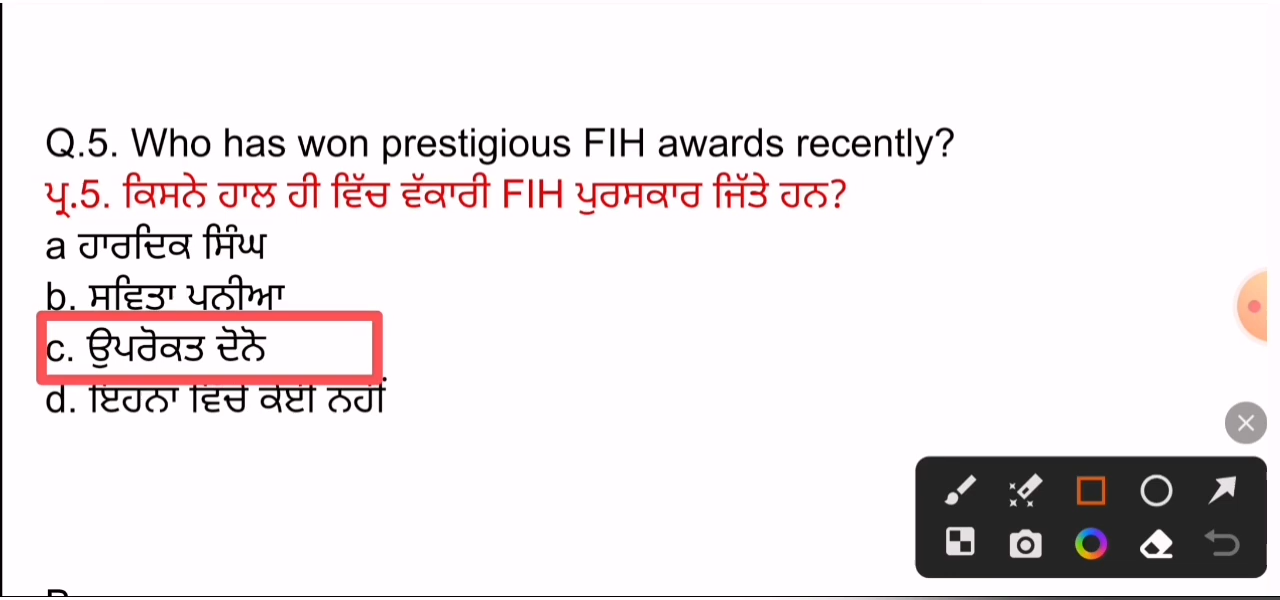 Q.5. Who has won prestigious FIH awards recently?
ਪ੍ਰ.5. ਕਿਸਨੇ ਹਾਲ ਹੀ ਵਿੱਚ ਵੱਕਾਰੀ FIH ਪੁਰਸਕਾਰ ਜਿੱਤੇ ਹਨ?
a ਹਾਰਦਿਕ ਸਿੰਘ
b. ਸਵਿਤਾ ਪਨੀਆ
c. ਉਪਰੋਕਤ ਦੋਨੋ
d. ਇਹਨਾ ਵਿਚੋ ਕੋਈ ਨਹੀਂ